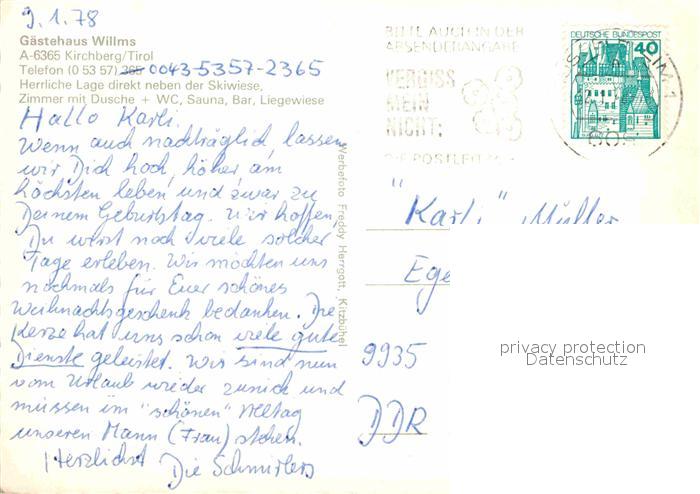 9.1.78
Gästehaus Willms
A-6365 Kirchberg/Tirol
Telefon (0 53 57) 265 0043-5357-2365
Herrliche Lage direkt neben der Skiwiese,
Zimmer mit Dusche + WC, Sauna, Bar, Liegewiese
Hallo Karli.
Wenn auch nachträglich, lassen
wir Dich hoch, höher, am
höchsten leben und zwar zu
Deinem Geburtstag. Wir hoffen,
Du wirst noch viele solcher
Tage erleben. Wir möchten uns
nochmals für Euer schönes
Weihnachtsgeschenk bedanken. Die
Kerze hat uns schon viele gute
Dienste geleistet. Wir sind nun
vom Urlaub wieder zurück und
müssen im "schönen" Alltag
unseren Mann (Frau) stehen.
Herzlichst Die Schmirlers
Werbefoto Freddy Herrgott, Kitzbühel
BITTE AUCH IN DER
ABSENDERANGABE
VERGISS
MEIN
NICHT:
DIE POSTLEIT
DEUTSCHE BUNDESPOST
40
"Karli" Müller
Ege
9935
DDR
privacy protection
Datenschutz